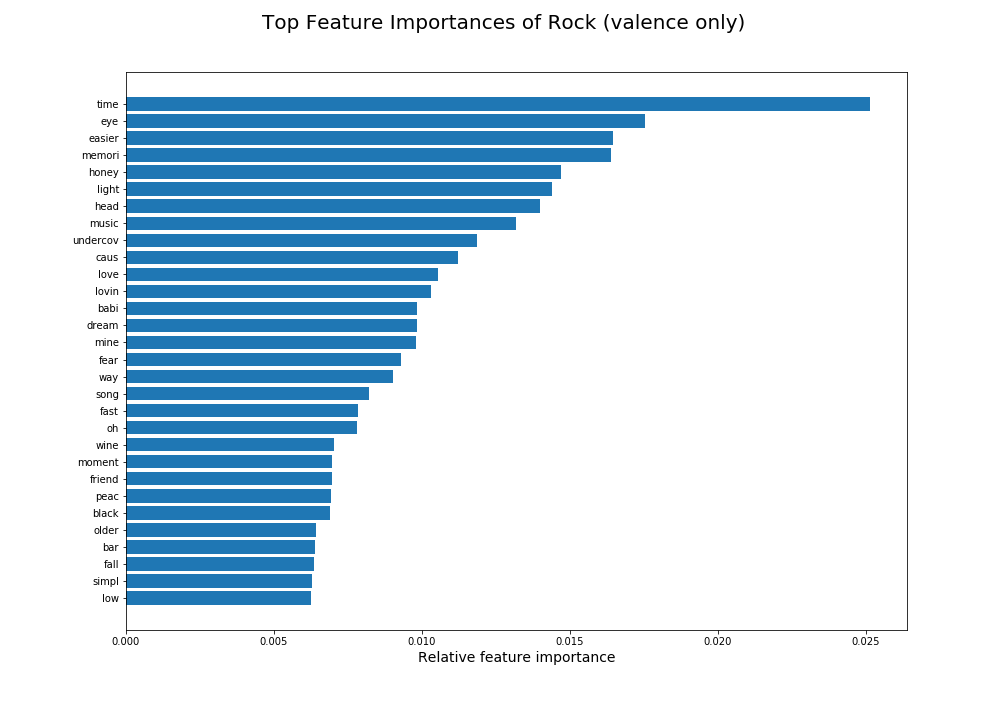 Top Feature Importances of Rock (valence only)
time
eye
easier
memori
honey
light
head
music
undercov
caus
love
lovin
babi
dream
mine
fear
way
song
fast
oh
wine
moment
friend
peac
black
older
bar
fall
simpl
low
0.000 0.005 0.010 0.015 0.020 0.025
Relative feature importance